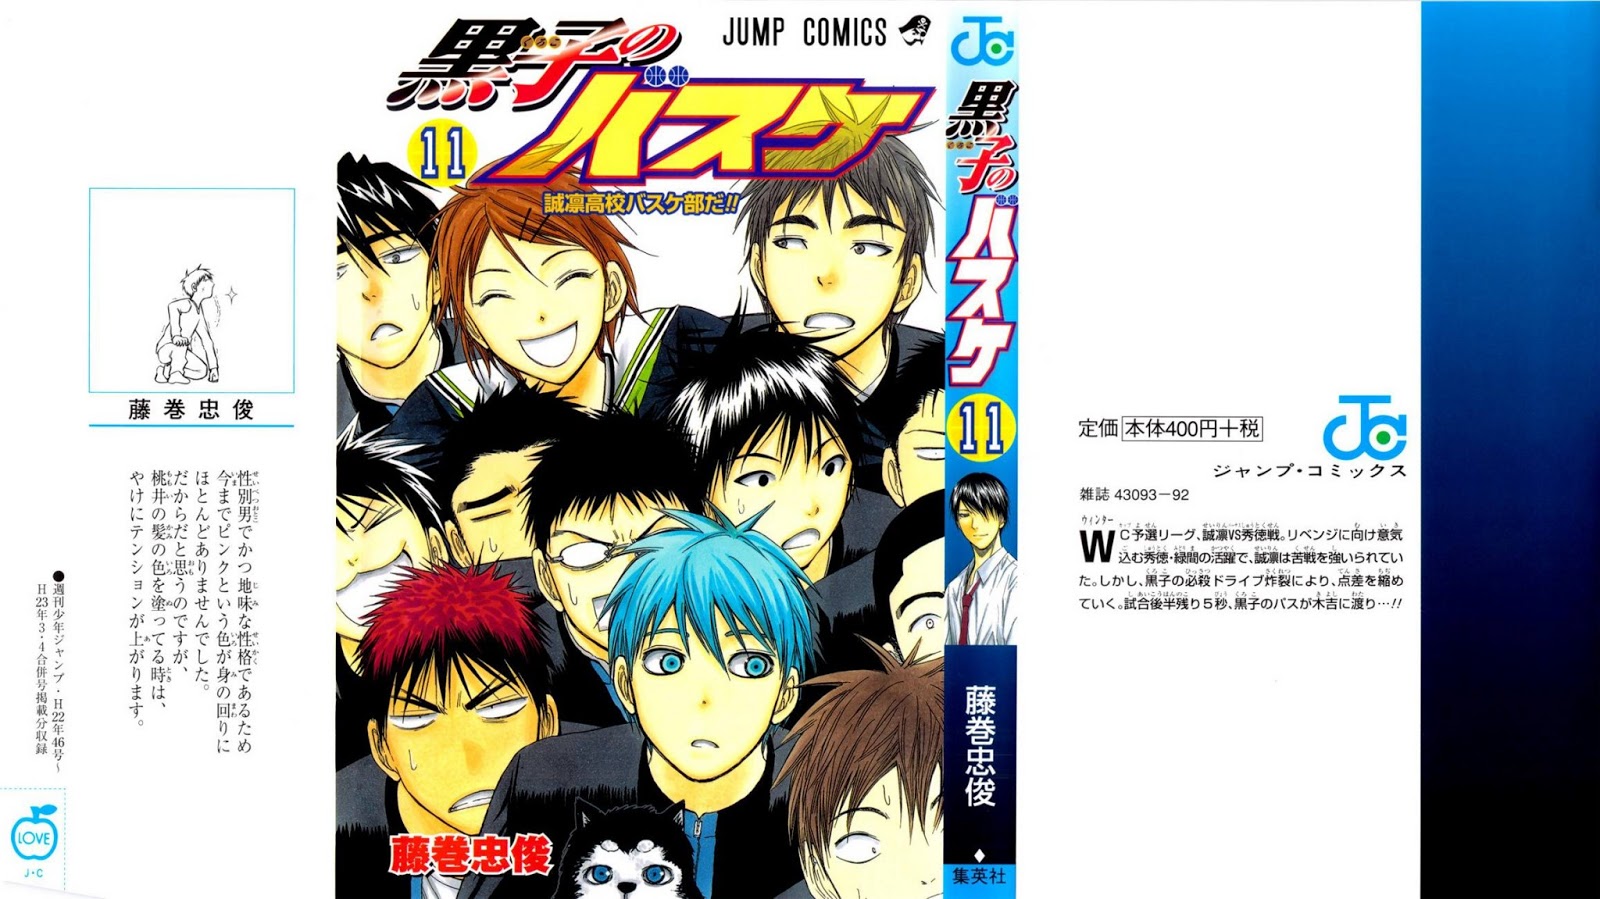 黒子のバスケ
くろこ
11
誠凛高校バスケ部だ!!
JUMP COMICS
藤巻忠俊
JC
黒子の
くろこ
バスケ
11
藤巻忠俊
集英社
藤巻忠俊
性別男でかつ地味な性格であるため
今までピンクという色が身の回りに
ほとんどありませんでした。
だからだと思うのですが、
桃井の髪の色を塗ってる時は、
やけにテンションが上がります。
●週刊少年ジャンプ・H22年46号〜
H23年3・4合併号掲載分収録
LOVE
J・C
定価 本体400円+税
JC
ジャンプ・コミックス
雑誌 43093-92
WC予選リーグ、誠凛VS秀徳戦。リベンジに向け意気
込む秀徳・緑間の活躍で、誠凛は苦戦を強いられてい
た。しかし、黒子の必殺ドライブ炸裂により、点差を縮め
ていく。試合後半残り5秒、黒子のパスが木吉に渡り…!!